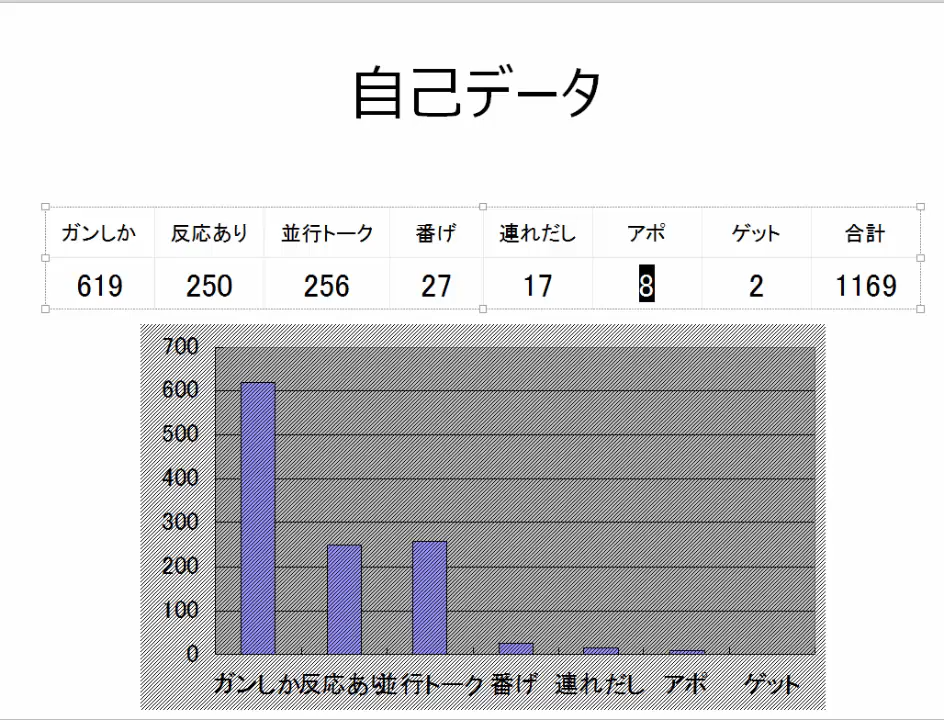 自己データ
ガンしか 反応あり 並行トーク 番げ 連れだし アポ ゲット 合計
619 250 256 27 17 8 2 1169
700
600
500
400
300
200
100
0
ガンしか 反応あり 並行トーク 番げ 連れだし アポ ゲット